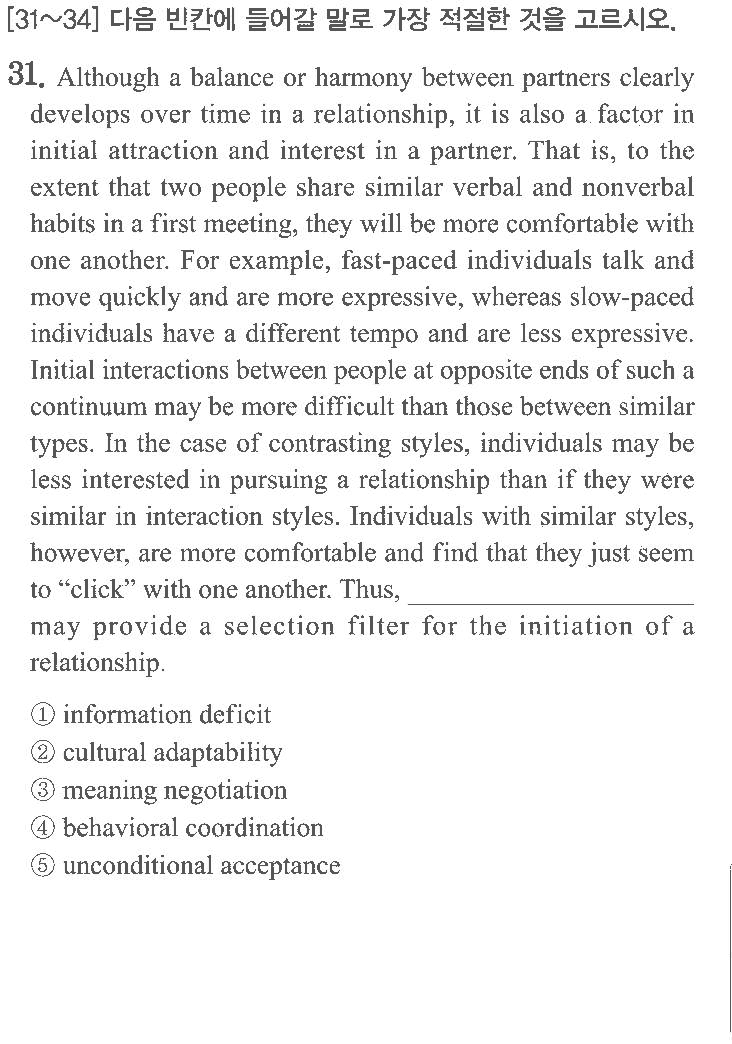 [31~34] 다음 빈칸에 들어갈 말로 가장 적절한 것을 고르시오.
31. Although a balance or harmony between partners clearly
develops over time in a relationship, it is also a factor in
initial attraction and interest in a partner. That is, to the
extent that two people share similar verbal and nonverbal
habits in a first meeting, they will be more comfortable with
one another. For example, fast-paced individuals talk and
move quickly and are more expressive, whereas slow-paced
individuals have a different tempo and are less expressive.
Initial interactions between people at opposite ends of such a
continuum may be more difficult than those between similar
types. In the case of contrasting styles, individuals may be
less interested in pursuing a relationship than if they were
similar in interaction styles. Individuals with similar styles,
however, are more comfortable and find that they just seem
to “click” with one another. Thus, ____________________
may provide a selection filter for the initiation of a
relationship.
① information deficit
② cultural adaptability
③ meaning negotiation
④ behavioral coordination
⑤ unconditional acceptance